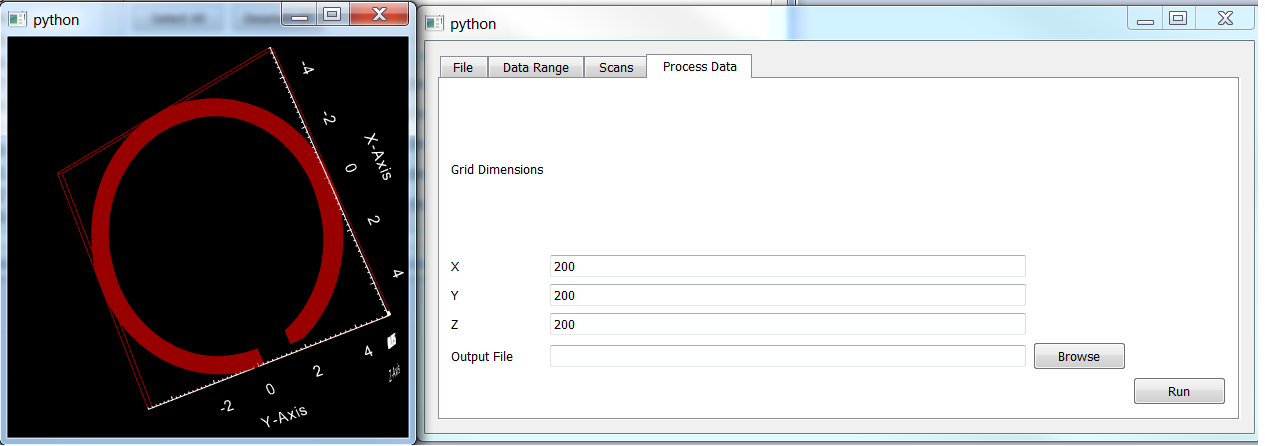 python
-4
-2
X-Axis
0
2
4
4
2
0
-2
Y-Axis
Z-Axis
python
File Data Range Scans Process Data
Grid Dimensions
X 200
Y 200
Z 200
Output File Browse
Run